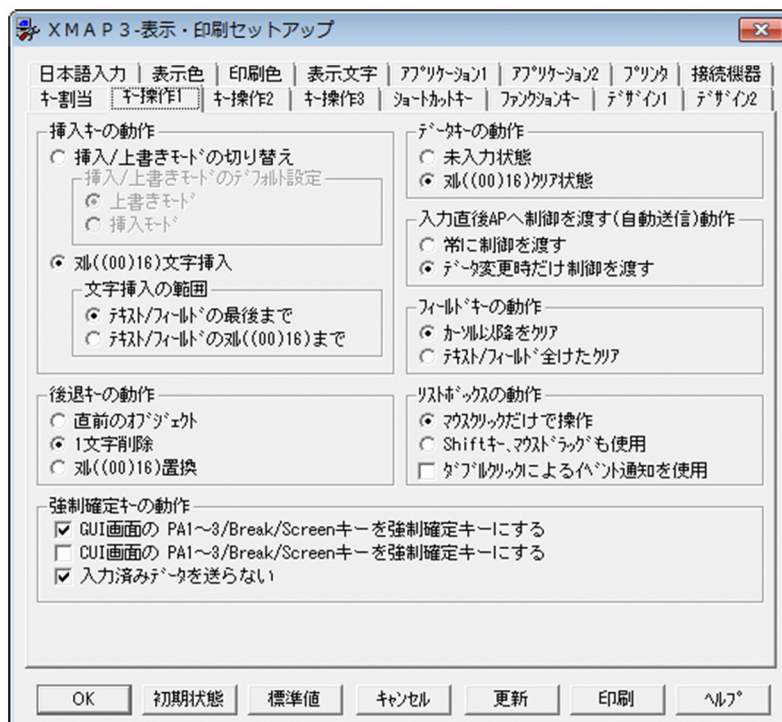 XMAP3-表示・印刷セットアップ
日本語入力 表示色 印刷色 表示文字 ｱﾌﾟﾘｹｰｼｮﾝ1 ｱﾌﾟﾘｹｰｼｮﾝ2 ﾌﾟﾘﾝﾀ 接続機器
ｷｰ割当 ｷｰ操作1 ｷｰ操作2 ｷｰ操作3 ｼｮｰﾄｶｯﾄｷｰ ﾌｧﾝｸｼｮﾝｷｰ ﾃﾞｻﾞｲﾝ1 ﾃﾞｻﾞｲﾝ2
挿入ｷｰの動作
挿入/上書きﾓｰﾄﾞの切り替え
挿入/上書きﾓｰﾄﾞのﾃﾞﾌｫﾙﾄ設定
上書きﾓｰﾄﾞ
挿入ﾓｰﾄﾞ
ﾇﾙ((00)16)文字挿入
文字挿入の範囲
ﾃｷｽﾄ/ﾌｨｰﾙﾄﾞの最後まで
ﾃｷｽﾄ/ﾌｨｰﾙﾄﾞのﾇﾙ((00)16)まで
後退ｷｰの動作
直前のｵﾌﾞｼﾞｪｸﾄ
1文字削除
ﾇﾙ((00)16)置換
ﾃﾞｰﾀｷｰの動作
未入力状態
ﾇﾙ((00)16)ｸﾘｱ状態
入力直後APへ制御を渡す(自動送信)動作
常に制御を渡す
ﾃﾞｰﾀ変更時だけ制御を渡す
ﾌｨｰﾙﾄﾞｷｰの動作
ｶｰｿﾙ以降をｸﾘｱ
ﾃｷｽﾄ/ﾌｨｰﾙﾄﾞ全けたｸﾘｱ
ﾘｽﾄﾎﾞｯｸｽの動作
ﾏｳｽｸﾘｯｸだけで操作
Shiftｷｰ､ﾏｳｽﾄﾞﾗｯｸﾞも使用
ﾀﾞﾌﾞﾙｸﾘｯｸによるｲﾍﾞﾝﾄ通知を使用
強制確定ｷｰの動作
GUI画面の PA1～3/Break/Screenキーを強制確定キーにする
CUI画面の PA1～3/Break/Screenキーを強制確定キーにする
入力済みﾃﾞｰﾀを送らない
OK 初期状態 標準値 ｷｬﾝｾﾙ 更新 印刷 ﾍﾙﾌﾟ